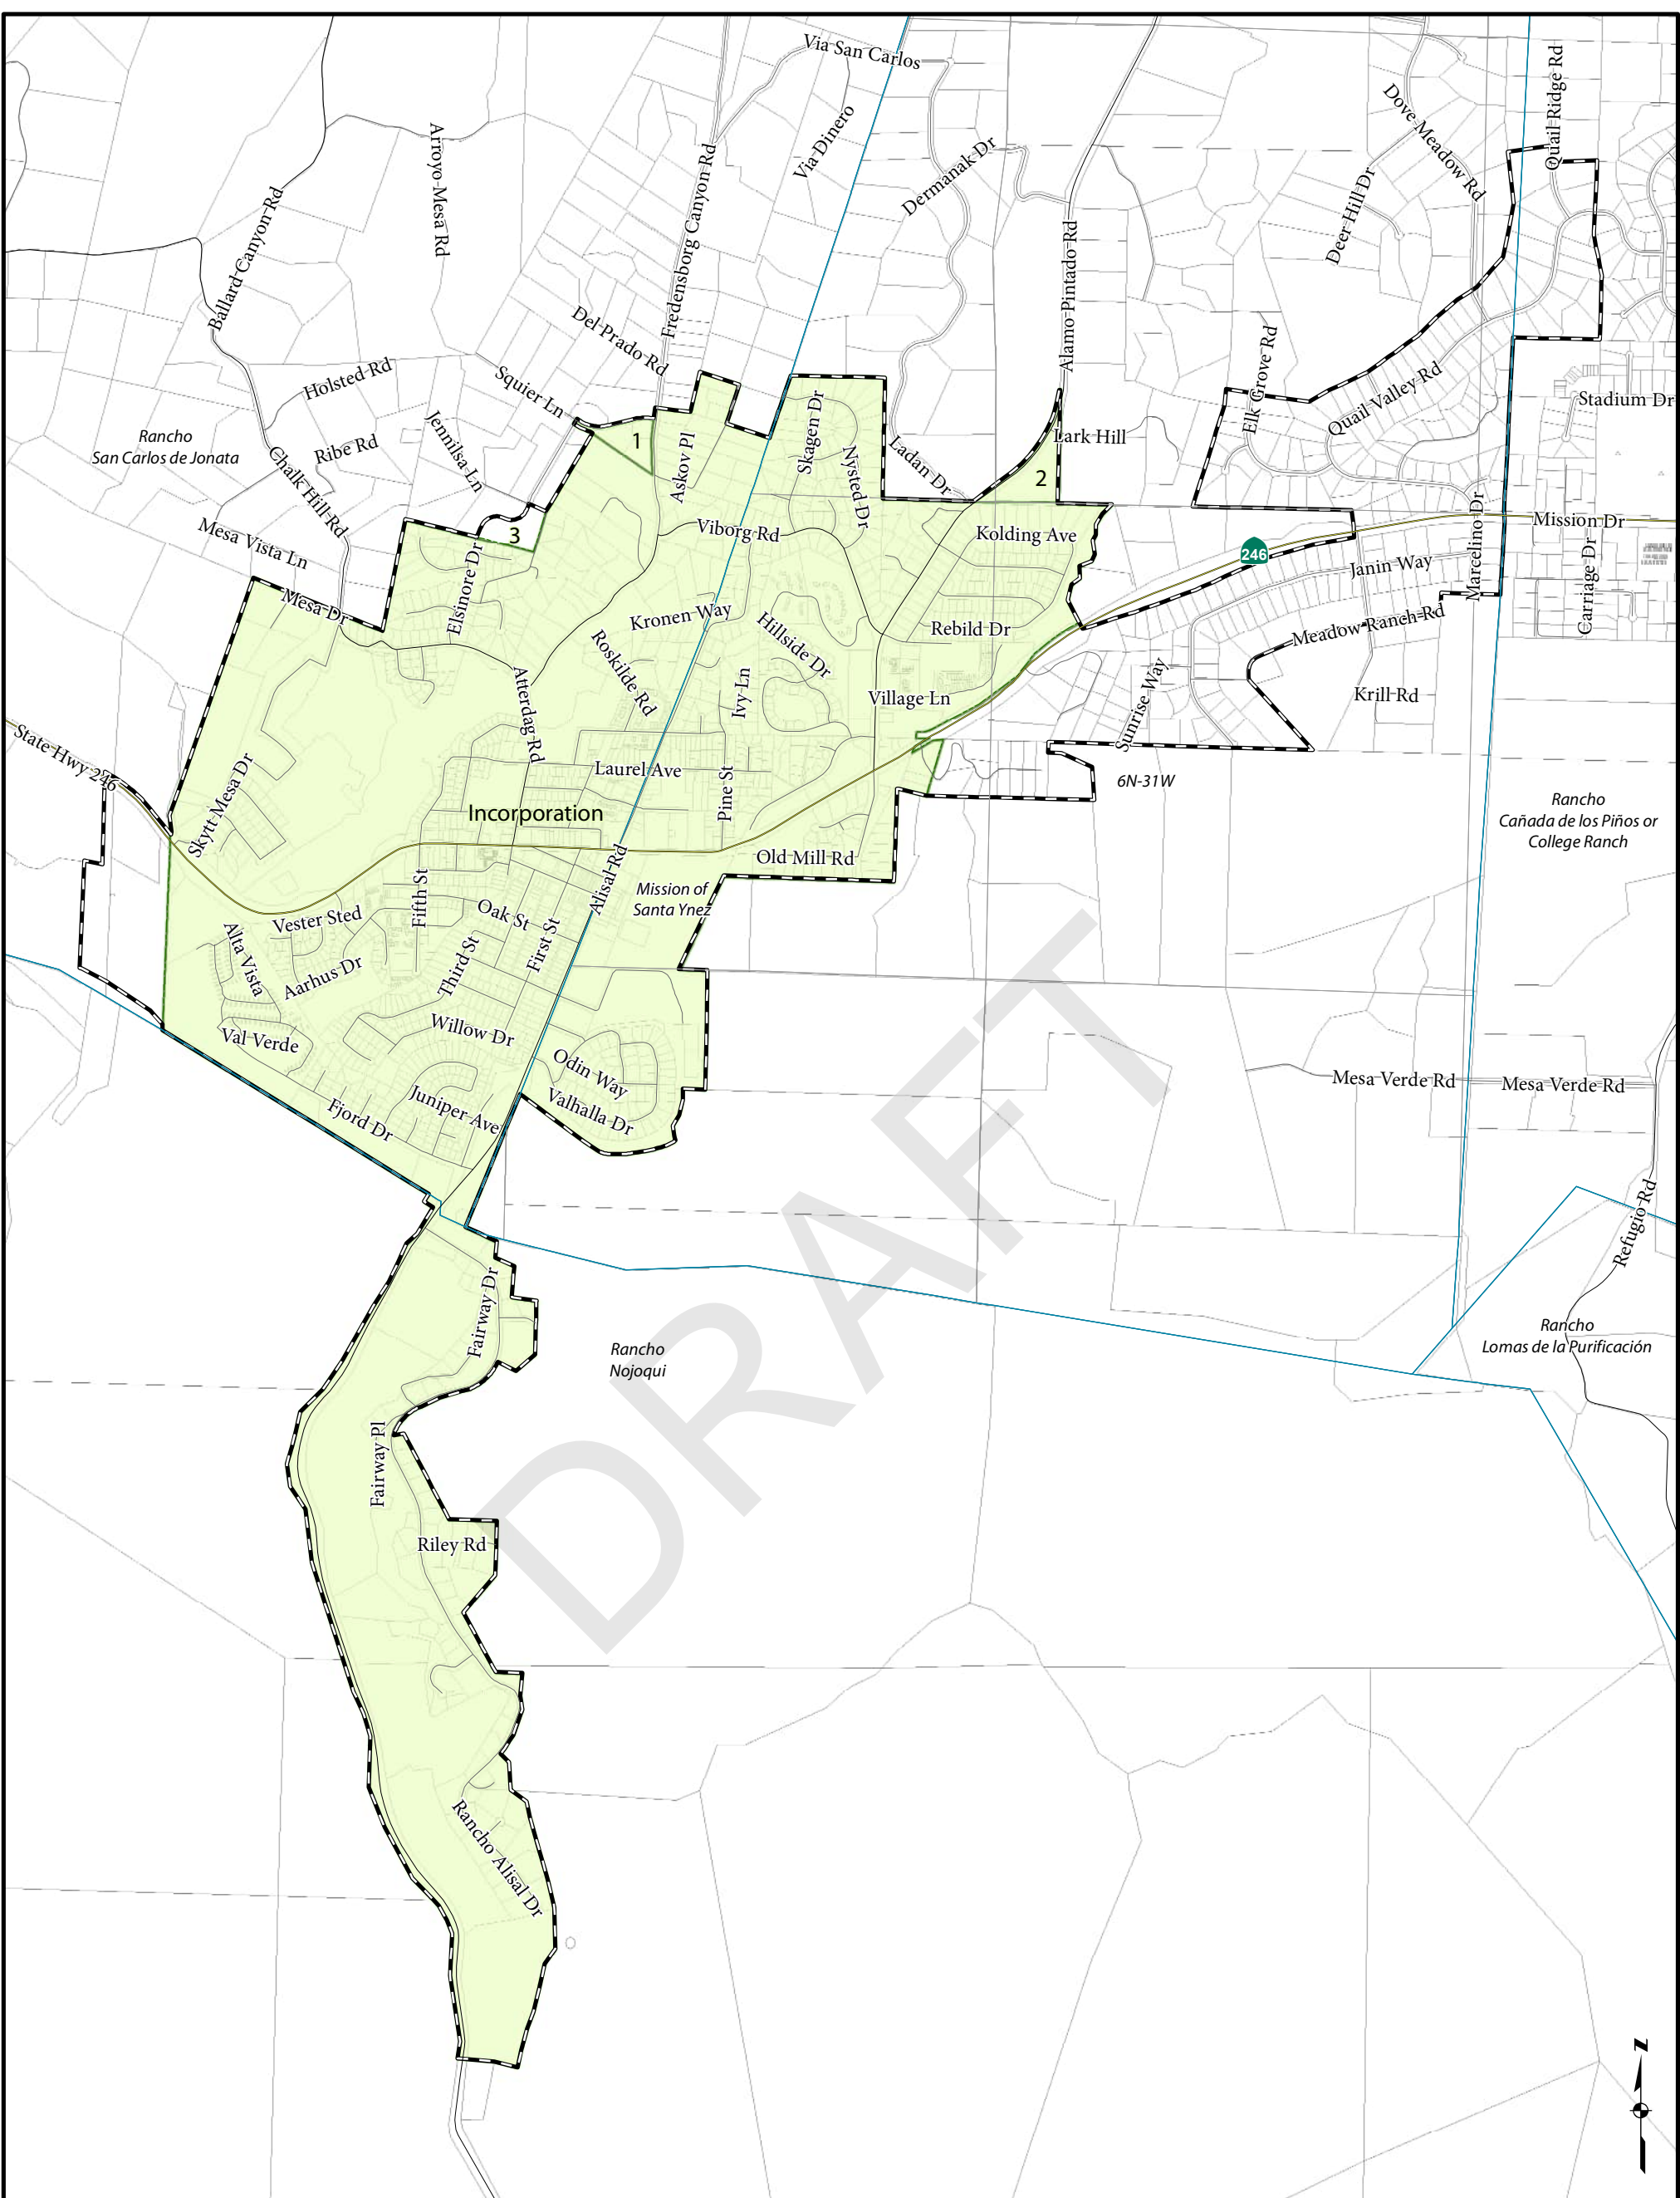 Via San Carlos
Quail Ridge Rd
Dove Meadow Rd
Via Dinero
Arroyo Mesa Rd
Fredensborg Canyon Rd
Dermanak Dr
Deer Hill Dr
Ballard Canyon Rd
Alamo Pintado Rd
Del Prado Rd
Elk Grove Rd
Holsted Rd
Squier Ln
Quail Valley Rd
Stadium Dr
Rancho
San Carlos de Jonata
Ribe Rd
Jennilsa Ln
1
Askov Pl
Skagen Dr
Nysted Dr
Ladan Dr
Lark Hill
2
Chalk Hill Rd
Mesa Vista Ln
3
Viborg Rd
Kolding Ave
246
Marcelino Dr
Mission Dr
Janin Way
Carriage Dr
Mesa Dr
Elsinore Dr
Kronen Way
Hillside Dr
Rebild Dr
Meadow Ranch Rd
Roskilde Rd
Atterdag Rd
Ivy Ln
Village Ln
Sunrise Way
Krill Rd
State Hwy 246
Skytt Mesa Dr
Laurel Ave
Pine St
6N-31W
Incorporation
Rancho
Cañada de los Piños or
College Ranch
Old Mill Rd
Alisal Rd
Mission of
Santa Ynez
Fifth St
Vester Sted
Oak St
First St
Alta Vista
Aarhus Dr
Third St
Val Verde
Willow Dr
Odin Way
Mesa Verde Rd
Mesa Verde Rd
Fjord Dr
Juniper Ave
Valhalla Dr
Refugio Rd
Fairway Dr
Rancho
Nojoqui
Rancho
Lomas de la Purificación
DRAFT
Fairway Pl
Riley Rd
Rancho Alisal Dr
N